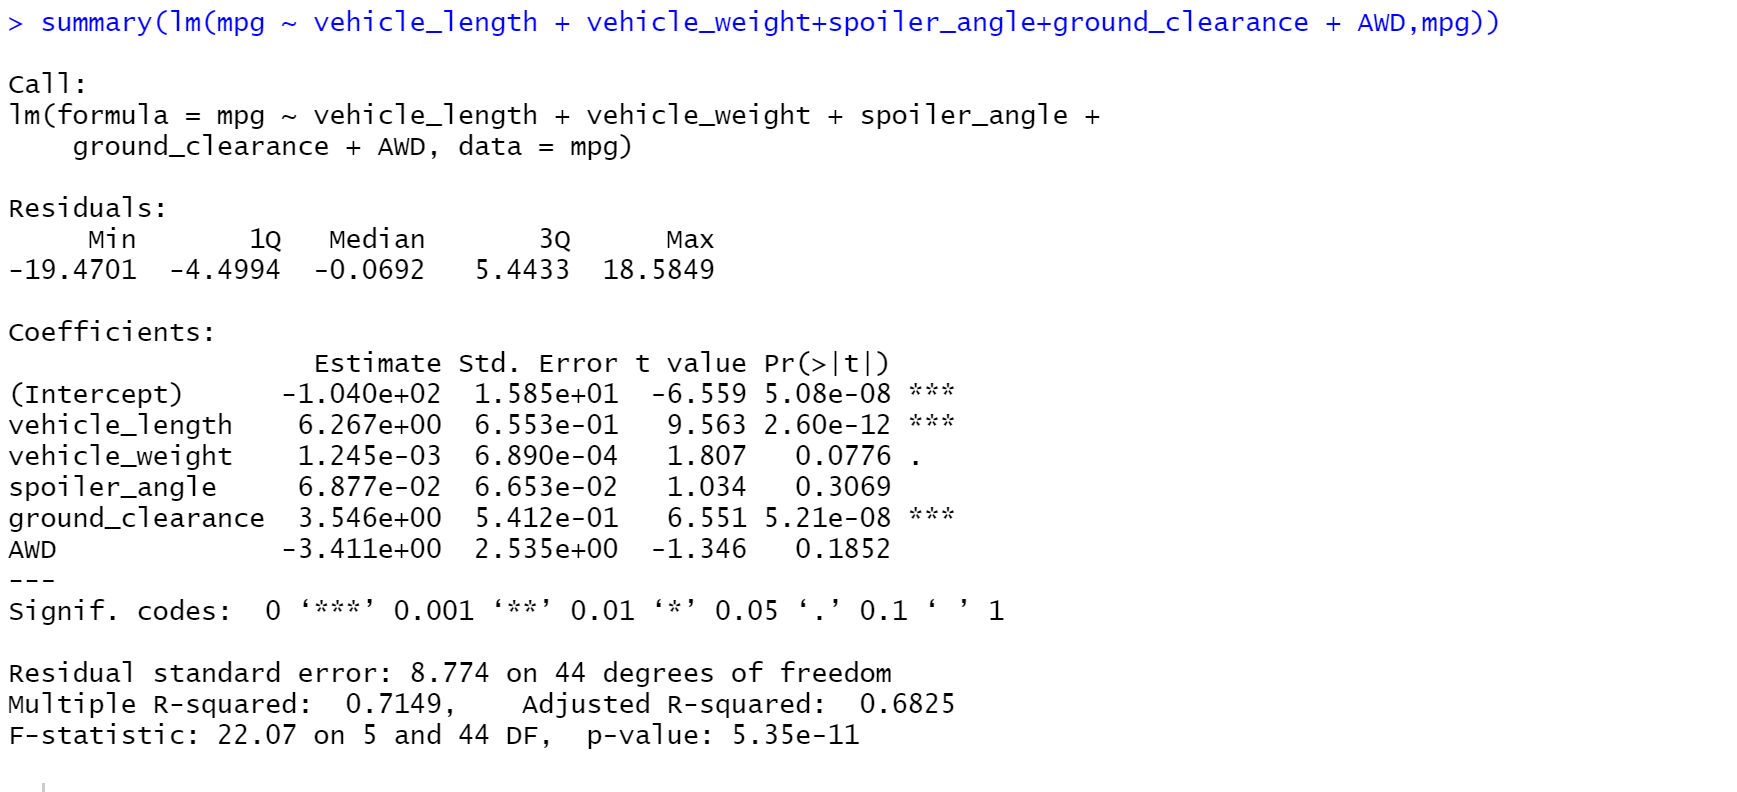 > summary(lm(mpg ~ vehicle_length + vehicle_weight+spoiler_angle+ground_clearance + AWD,mpg))
Call:
lm(formula = mpg ~ vehicle_length + vehicle_weight + spoiler_angle +
    ground_clearance + AWD, data = mpg)
Residuals:
     Min       1Q   Median       3Q      Max
-19.4701  -4.4994  -0.0692   5.4433  18.5849
Coefficients:
                   Estimate Std. Error t value Pr(>|t|)
(Intercept)      -1.040e+02  1.585e+01  -6.559 5.08e-08 ***
vehicle_length    6.267e+00  6.553e-01   9.563 2.60e-12 ***
vehicle_weight    1.245e-03  6.890e-04   1.807   0.0776 .
spoiler_angle     6.877e-02  6.653e-02   1.034   0.3069
ground_clearance  3.546e+00  5.412e-01   6.551 5.21e-08 ***
AWD              -3.411e+00  2.535e+00  -1.346   0.1852
---
Signif. codes:  0 ‘***’ 0.001 ‘**’ 0.01 ‘*’ 0.05 ‘.’ 0.1 ‘ ’ 1
Residual standard error: 8.774 on 44 degrees of freedom
Multiple R-squared:  0.7149,    Adjusted R-squared:  0.6825
F-statistic: 22.07 on 5 and 44 DF,  p-value: 5.35e-11